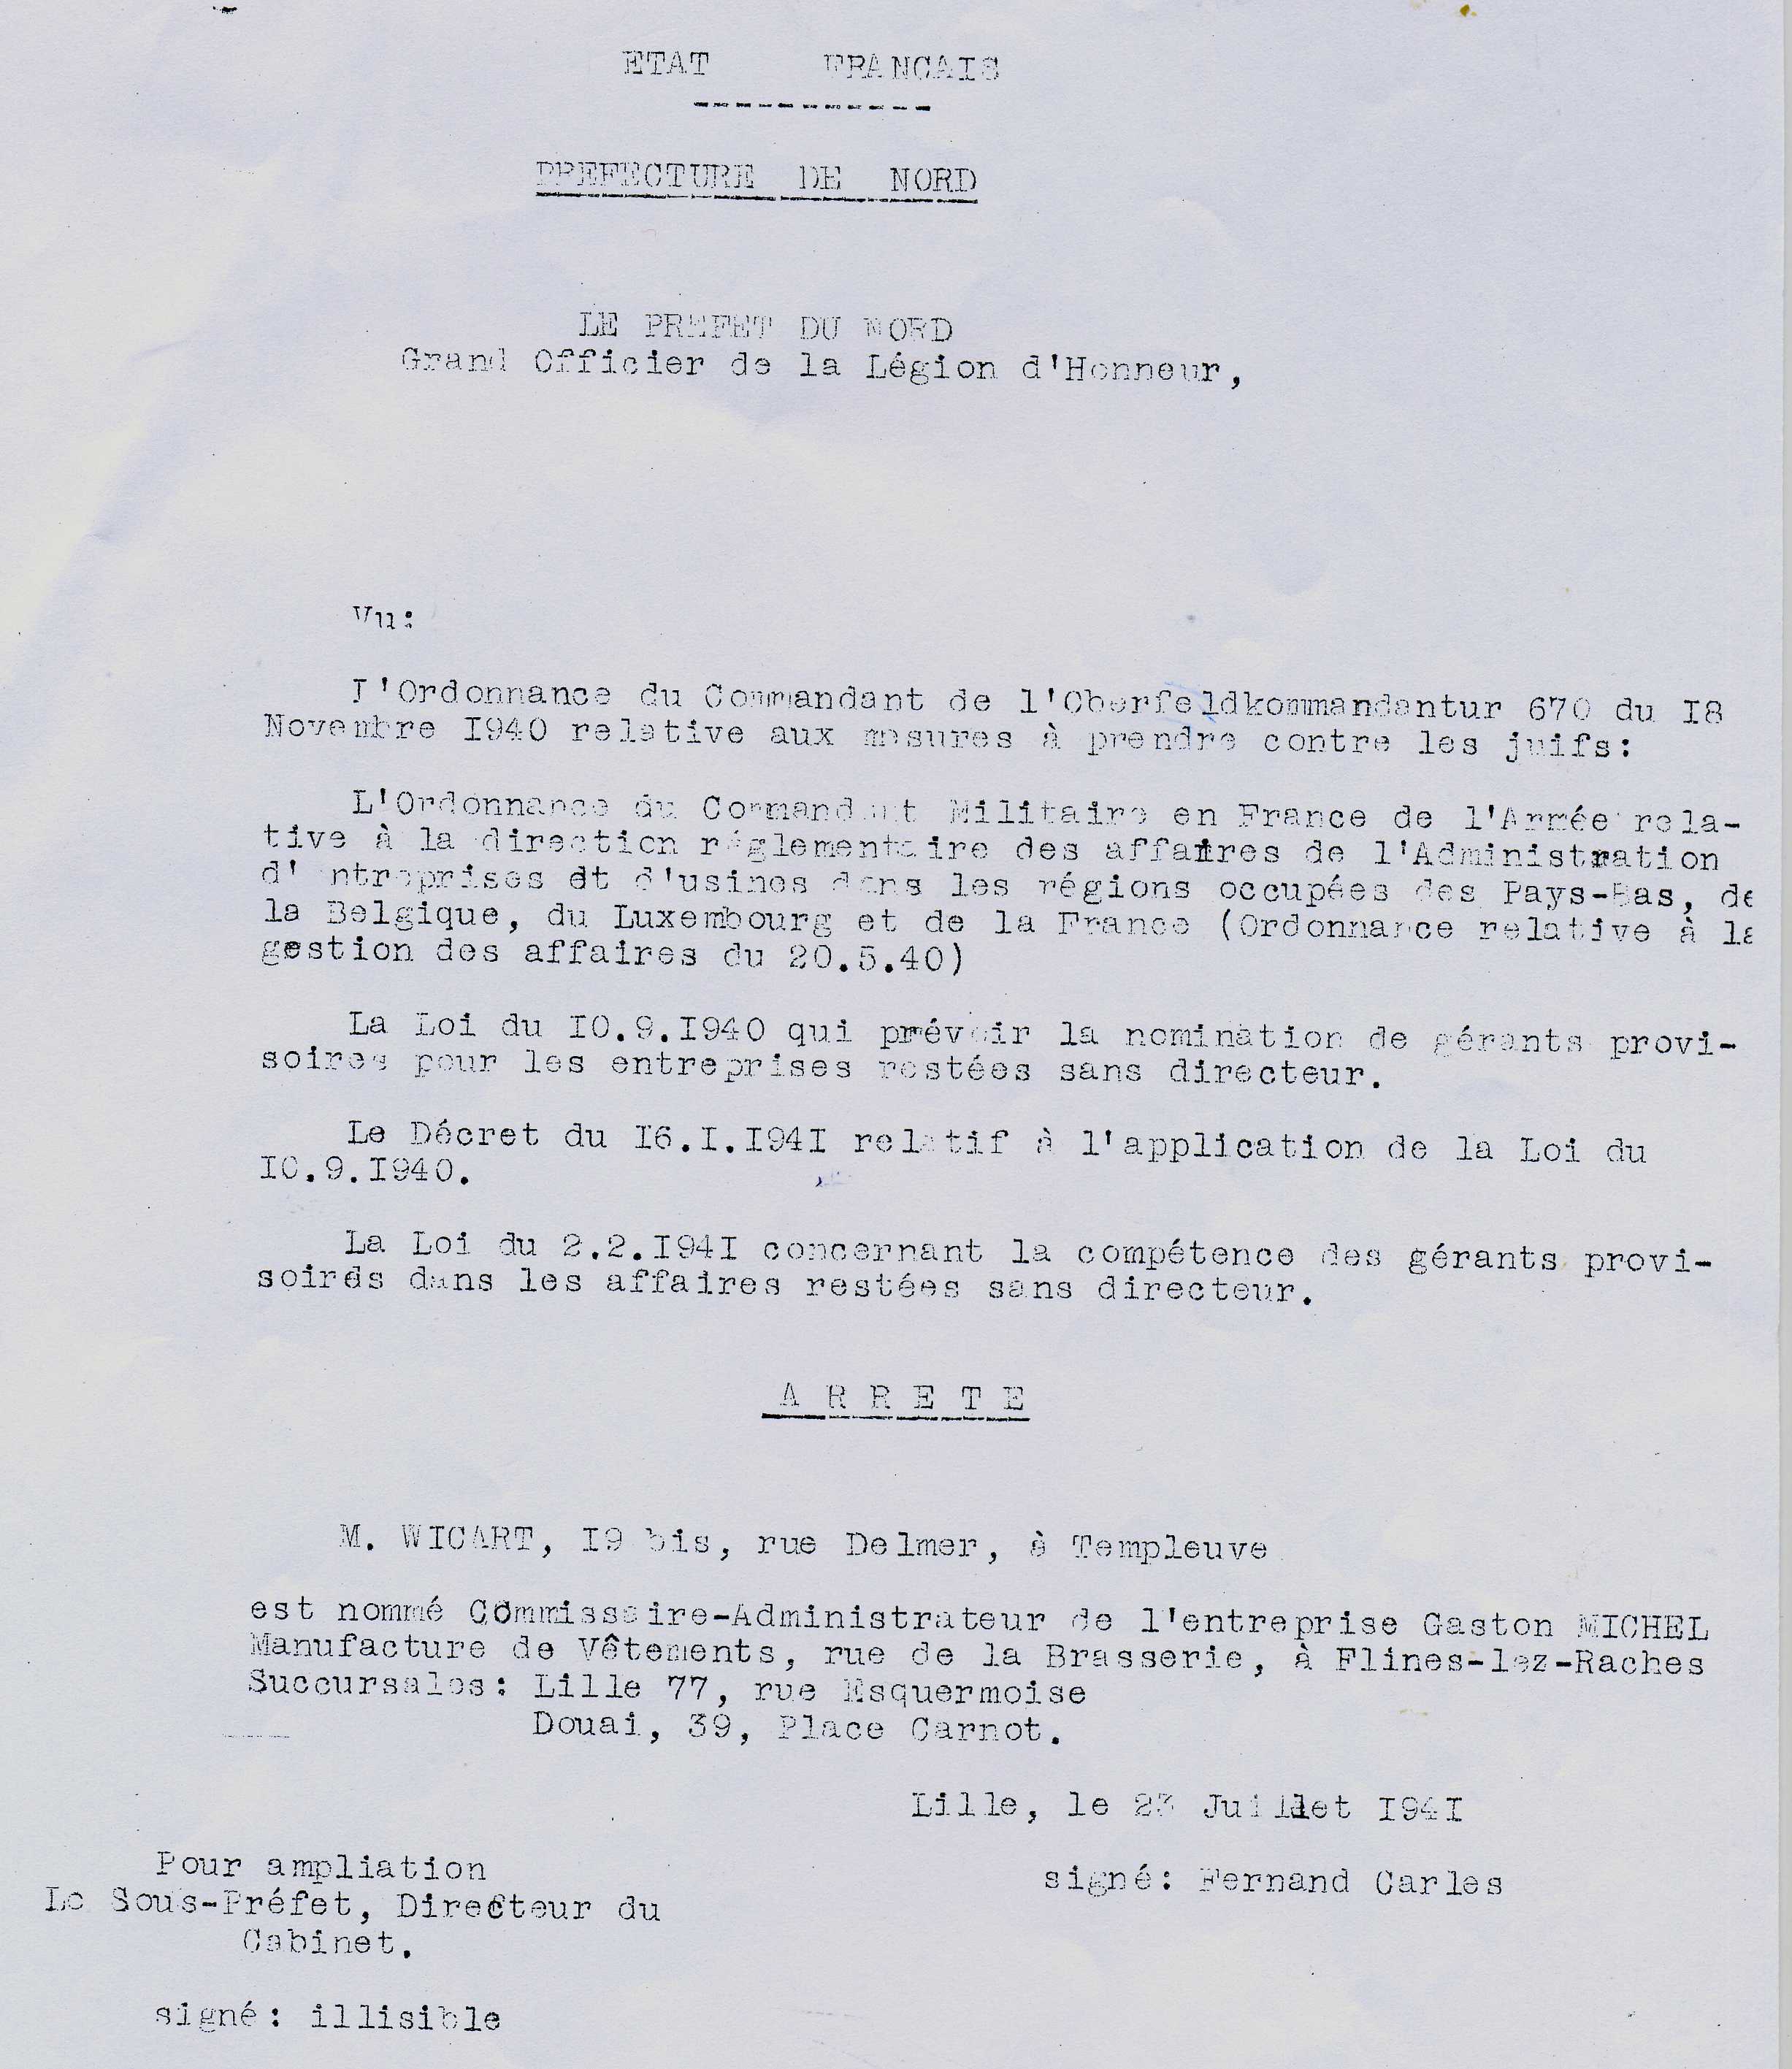 ETAT FRANCAIS
PREFECTURE DE NORD
LE PREFET DU NORD
Grand Officier de la Légion d'Honneur,
Vu:
L'Ordonnance du Commandant de l'Oberfeldkommandantur 670 du I8
Novembre I940 relative aux mesures à prendre contre les juifs:
L'Ordonnance du Commandant Militaire en France de l'Armée rela-
tive à la direction réglementaire des affaires de l'Administration
d'entreprises et d'usines dans les régions occupées des Pays-Bas, de
la Belgique, du Luxembourg et de la France (Ordonnance relative à la
gestion des affaires du 20.5.40)
La Loi du I0.9.I940 qui prévoir la nomination de gérants provi-
soires pour les entreprises restées sans directeur.
Le Décret du I6.I.I94I relatif à l'application de la Loi du
I0.9.I940.
La Loi du 2.2.I94I concernant la compétence des gérants provi-
soires dans les affaires restées sans directeur.
A R R E T E
M. WICART, I9 bis, rue Delmer, à Templeuve
est nommé Commissaire-Administrateur de l'entreprise Gaston MICHEL
Manufacture de Vêtements, rue de la Brasserie, à Flines-lez-Raches
Succursales: Lille 77, rue Esquermoise
Douai, 39, Place Carnot.
Lille, le 23 Juillet I94I
Pour ampliation
Le Sous-Préfet, Directeur du
Cabinet.
signé: Fernand Carles
signé: illisible